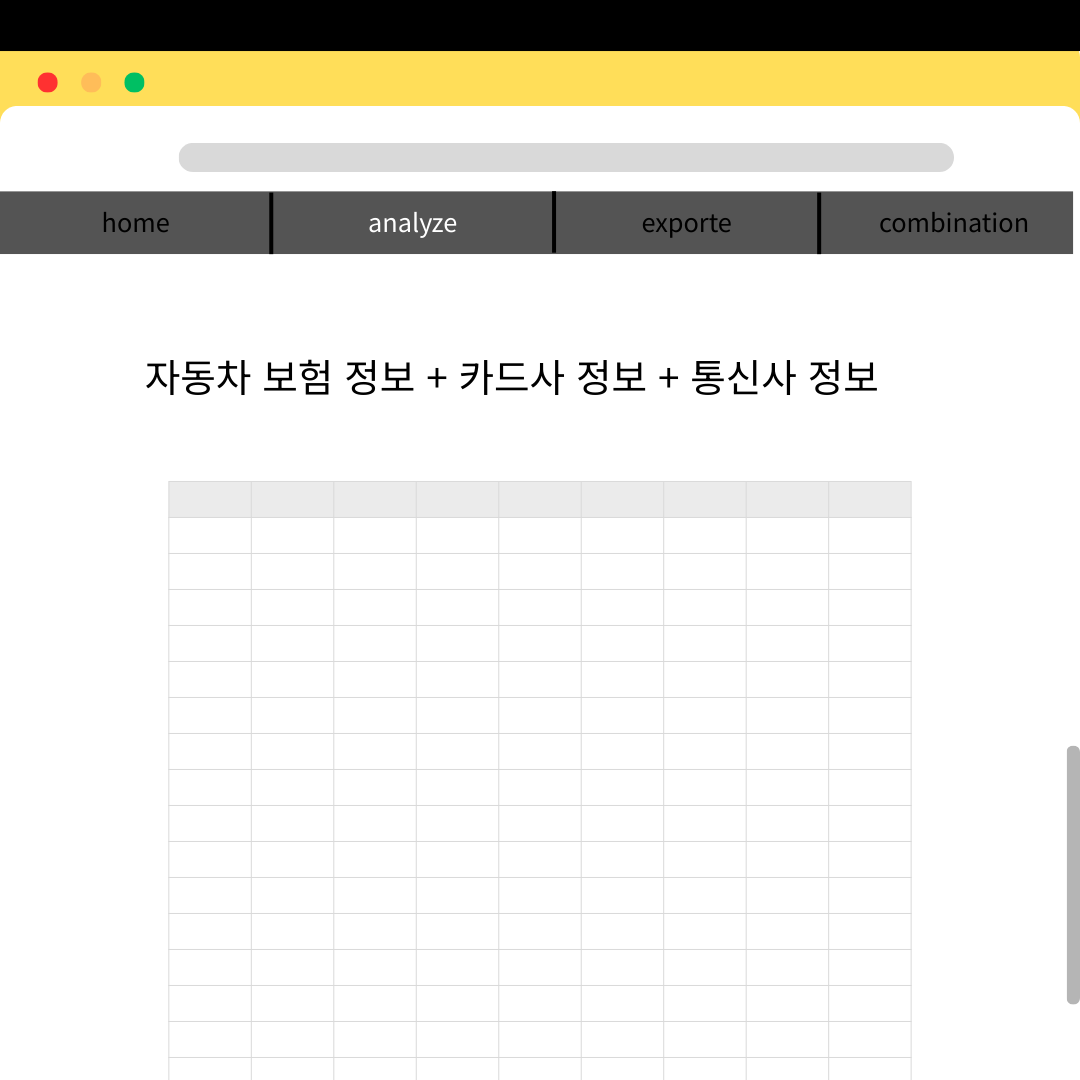 home analyze exporte combination
자동차 보험 정보 + 카드사 정보 + 통신사 정보